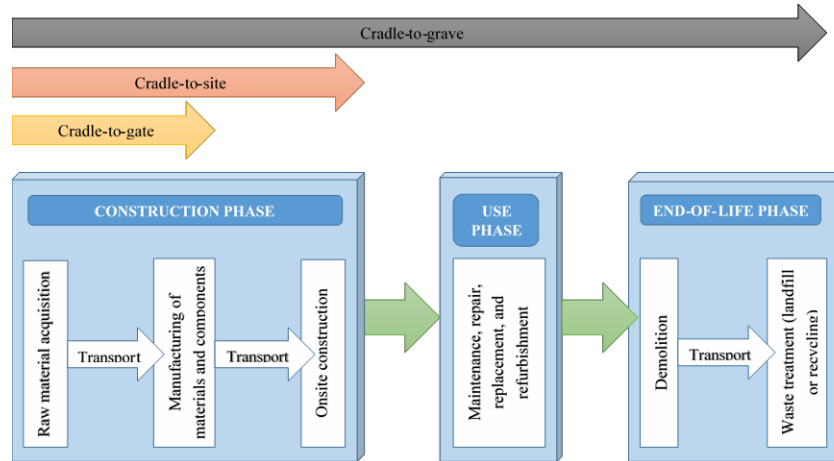 Cradle-to-grave
Cradle-to-site
Cradle-to-gate
CONSTRUCTION PHASE
Raw material acquisition
Transport
Manufacturing of
materials and components
Transport
Onsite construction
USE
PHASE
Maintenance, repair,
replacement, and
refurbishment
END-OF-LIFE PHASE
Demolition
Transport
Waste treatment (landfill
or recycling)